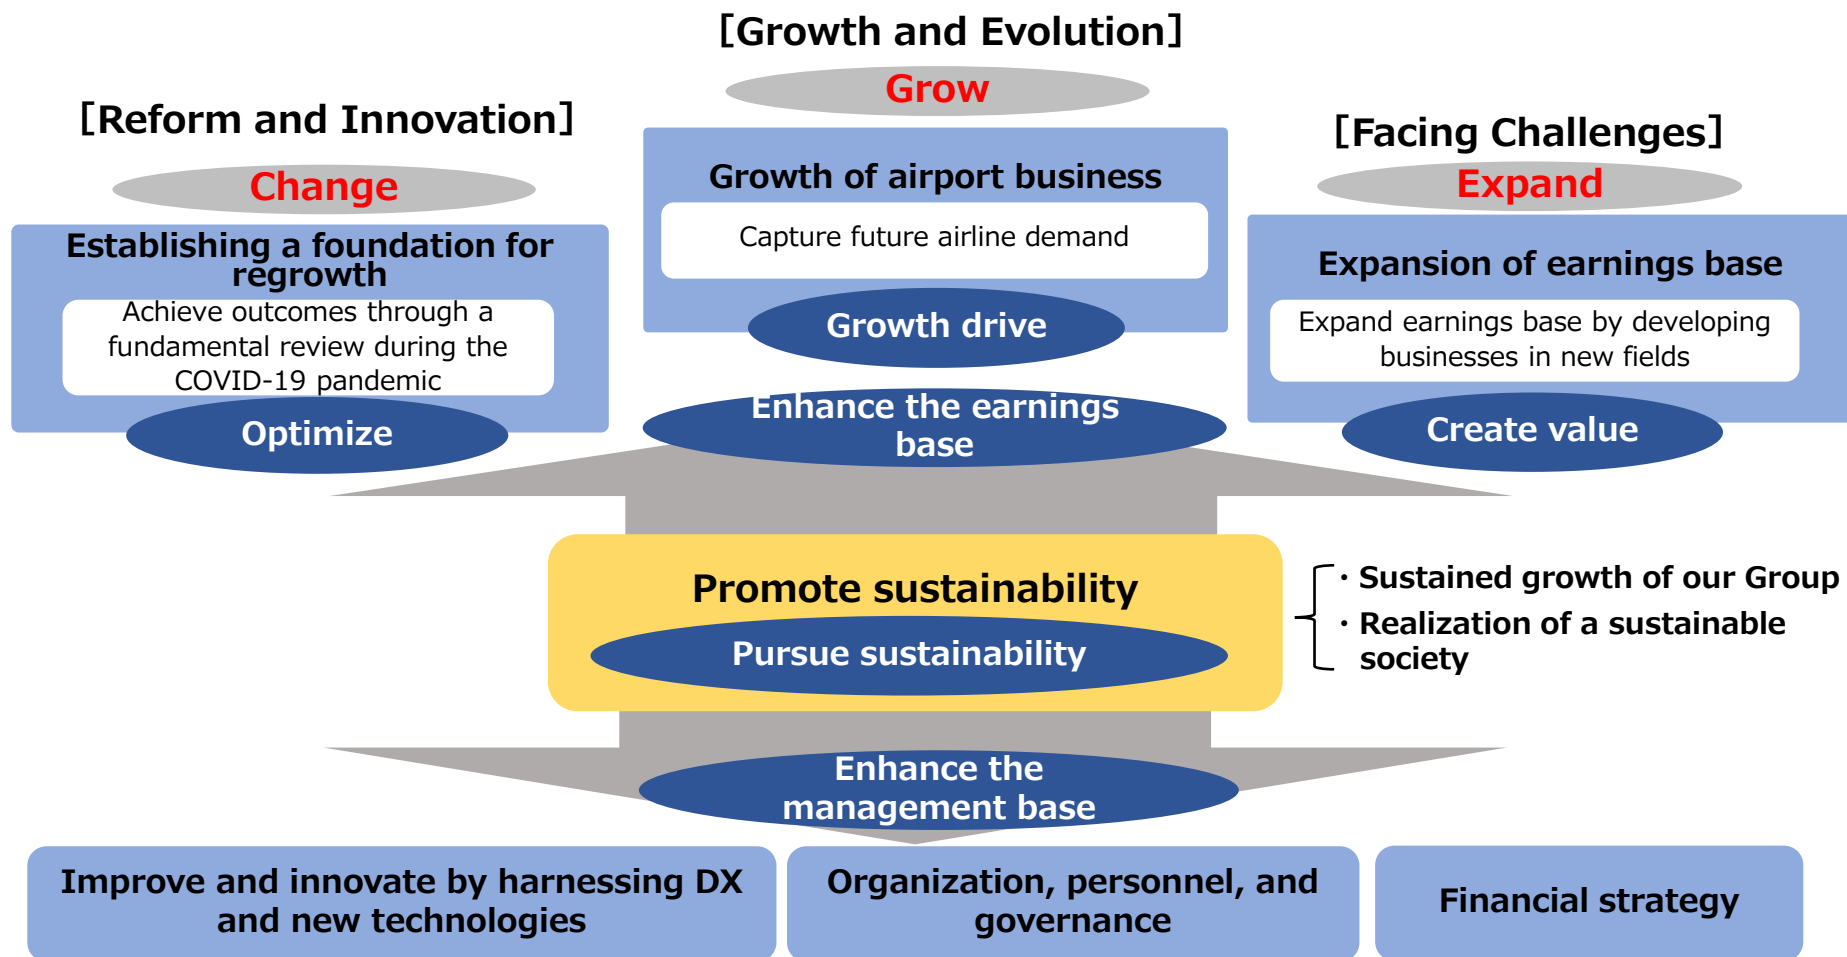 [Growth and Evolution]
Grow
Growth of airport business
Capture future airline demand
Growth drive
[Reform and Innovation]
Change
Establishing a foundation for
regrowth
Achieve outcomes through a
fundamental review during the
COVID-19 pandemic
Optimize
[Facing Challenges]
Expand
Expansion of earnings base
Expand earnings base by developing
businesses in new fields
Create value
Enhance the earnings
base
Promote sustainability
Pursue sustainability
・Sustained growth of our Group
・Realization of a sustainable
society
Enhance the
management base
Improve and innovate by harnessing DX
and new technologies
Organization, personnel, and
governance
Financial strategy